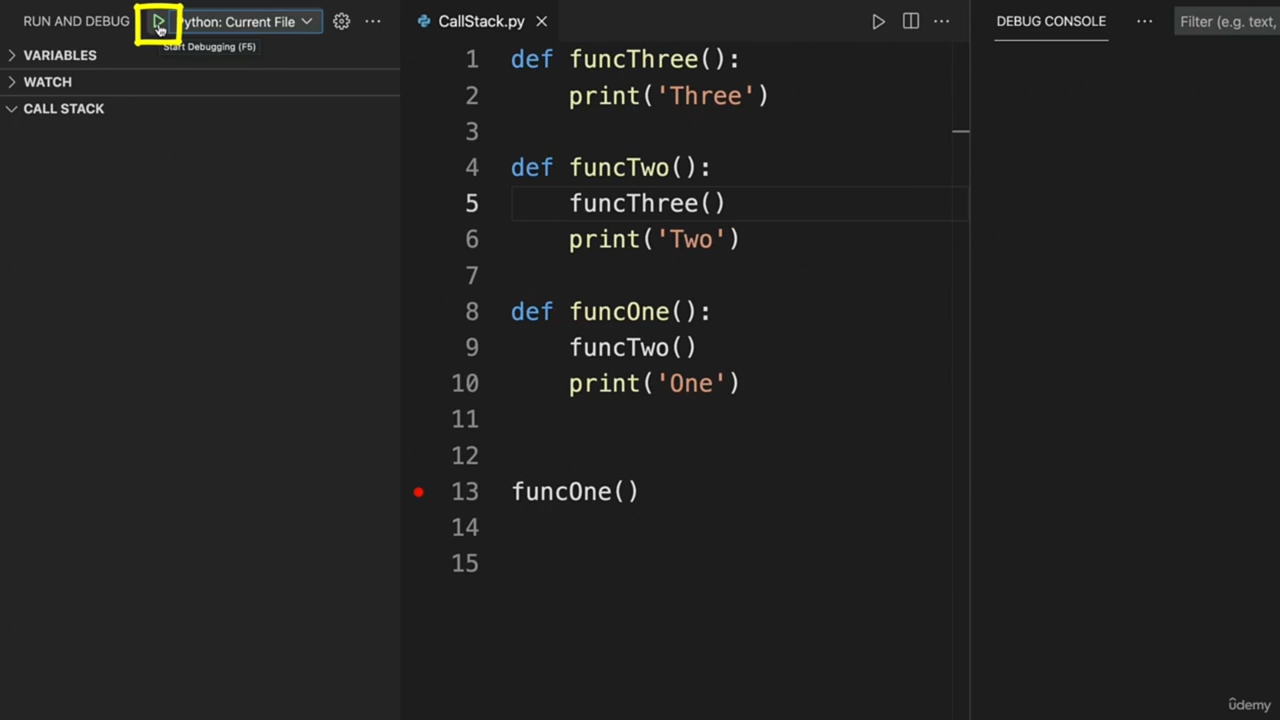 RUN AND DEBUG
ython: Current File
Start Debugging (F5)
VARIABLES
WATCH
CALL STACK
CallStack.py
1 def funcThree():
2     print('Three')
3
4 def funcTwo():
5     funcThree()
6     print('Two')
7
8 def funcOne():
9     funcTwo()
10     print('One')
11
12
13 funcOne()
14
15
DEBUG CONSOLE
Filter (e.g. text,
ûdemy